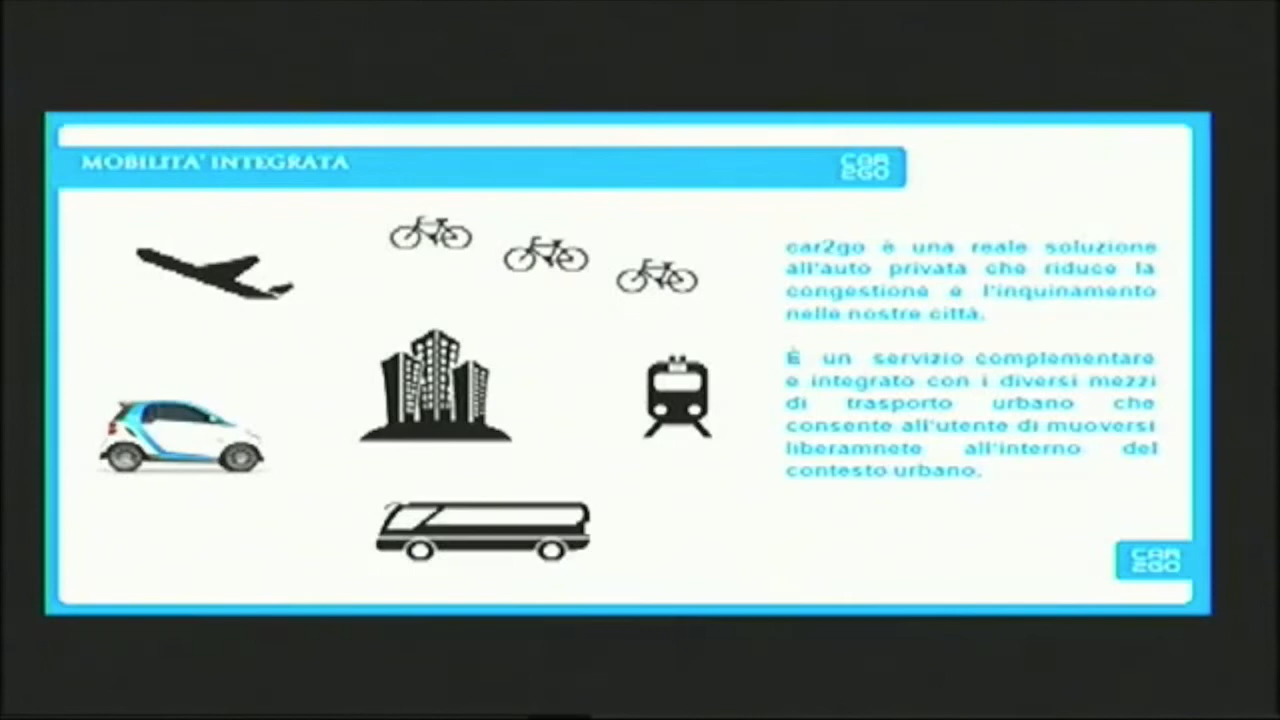 MOBILITA' INTEGRATA
CAR
2GO
car2go è una reale soluzione
all'auto privata che riduce la
congestione e l'inquinamento
nelle nostre città.
È un servizio complementare
e integrato con i diversi mezzi
di trasporto urbano che
consente all'utente di muoversi
liberamnete all'interno del
contesto urbano.
CAR
2GO